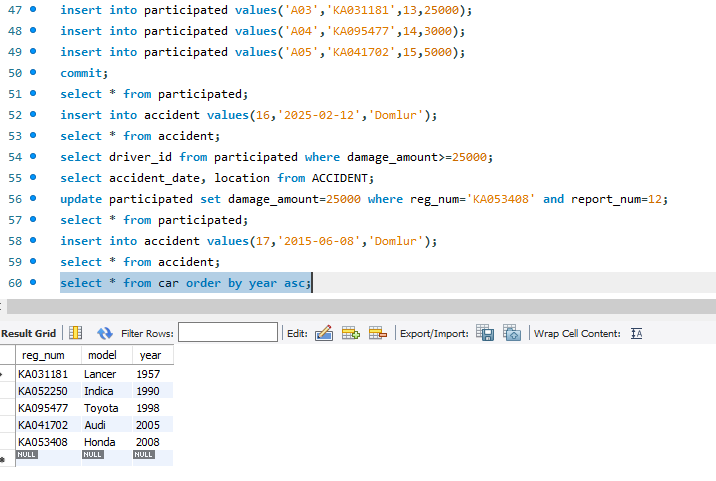 47 insert into participated values('A03','KA031181',13,25000);
48 insert into participated values('A04','KA095477',14,3000);
49 insert into participated values('A05','KA041702',15,5000);
50 commit;
51 select * from participated;
52 insert into accident values(16,'2025-02-12','Domlur');
53 select * from accident;
54 select driver_id from participated where damage_amount>=25000;
55 select accident_date, location from ACCIDENT;
56 update participated set damage_amount=25000 where reg_num='KA053408' and report_num=12;
57 select * from participated;
58 insert into accident values(17,'2015-06-08','Domlur');
59 select * from accident;
60 select * from car order by year asc;
Result Grid Filter Rows: Edit: Export/Import: Wrap Cell Content: IA
reg_num model year
KA031181 Lancer 1957
KA052250 Indica 1990
KA095477 Toyota 1998
KA041702 Audi 2005
KA053408 Honda 2008
NULL NULL NULL